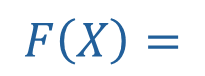 F(X) =